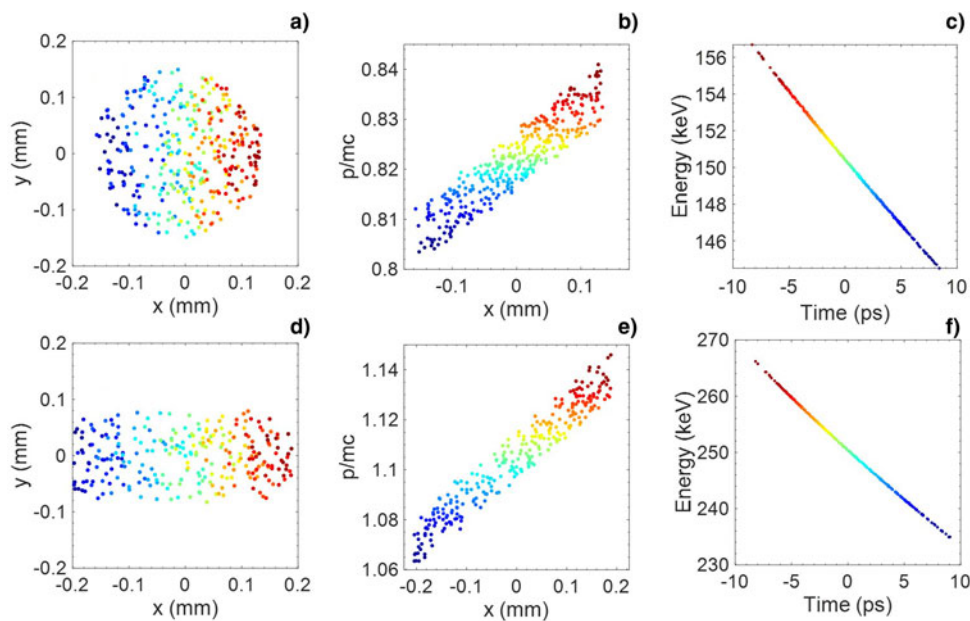 a)
0.2
0.1
0
-0.1
-0.2
y (mm)
-0.2 -0.1 0 0.1 0.2
x (mm)
b)
0.84
0.83
0.82
0.81
0.8
p/mc
-0.1 0 0.1
x (mm)
c)
156
154
152
150
148
146
Energy (keV)
-10 -5 0 5 10
Time (ps)
d)
0.2
0.1
0
-0.1
-0.2
y (mm)
-0.2 -0.1 0 0.1 0.2
x (mm)
e)
1.14
1.12
1.1
1.08
1.06
p/mc
-0.2 -0.1 0 0.1 0.2
x (mm)
f)
270
260
250
240
230
Energy (keV)
-10 -5 0 5 10
Time (ps)